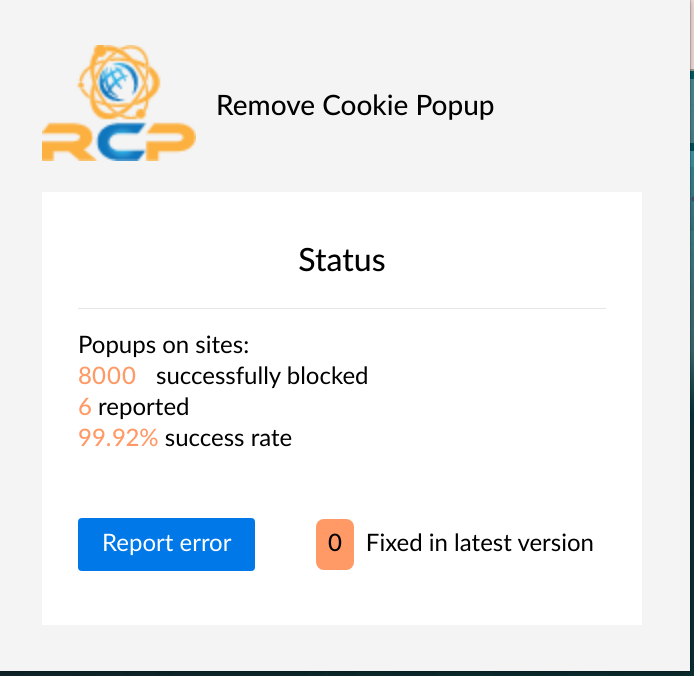 RCP
Remove Cookie Popup
Status
Popups on sites:
8000 successfully blocked
6 reported
99.92% success rate
Report error
0 Fixed in latest version